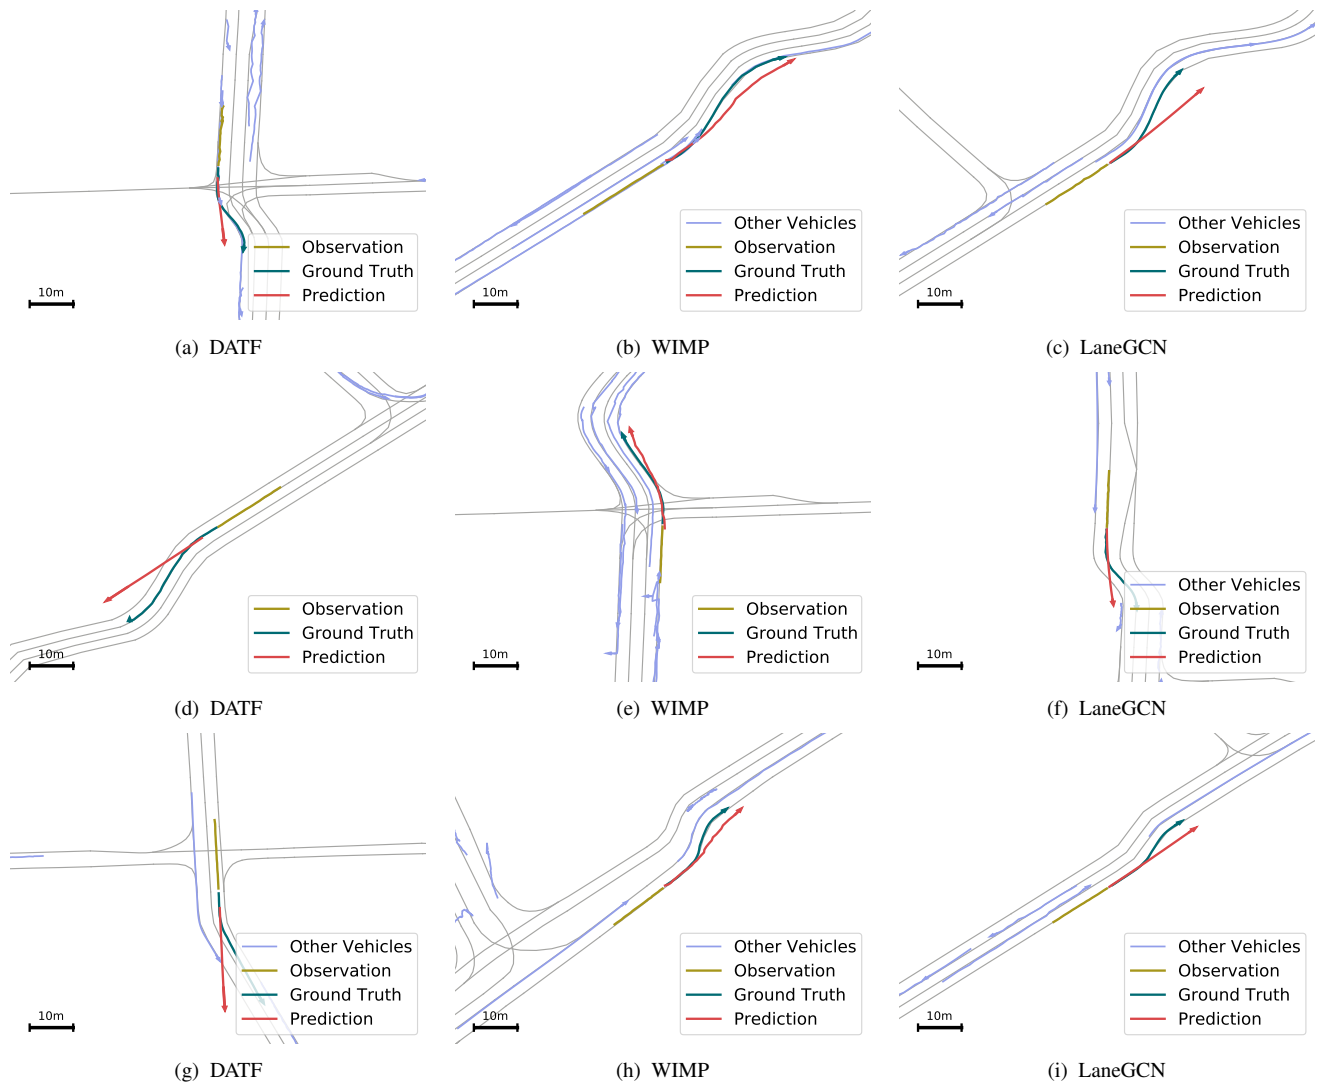 Observation
Ground Truth
Prediction
10m
(a) DATF
Other Vehicles
Observation
Ground Truth
Prediction
10m
(b) WIMP
Other Vehicles
Observation
Ground Truth
Prediction
10m
(c) LaneGCN
Observation
Ground Truth
Prediction
10m
(d) DATF
Observation
Ground Truth
Prediction
10m
(e) WIMP
Other Vehicles
Observation
Ground Truth
Prediction
10m
(f) LaneGCN
Other Vehicles
Observation
Ground Truth
Prediction
10m
(g) DATF
Other Vehicles
Observation
Ground Truth
Prediction
10m
(h) WIMP
Other Vehicles
Observation
Ground Truth
Prediction
10m
(i) LaneGCN